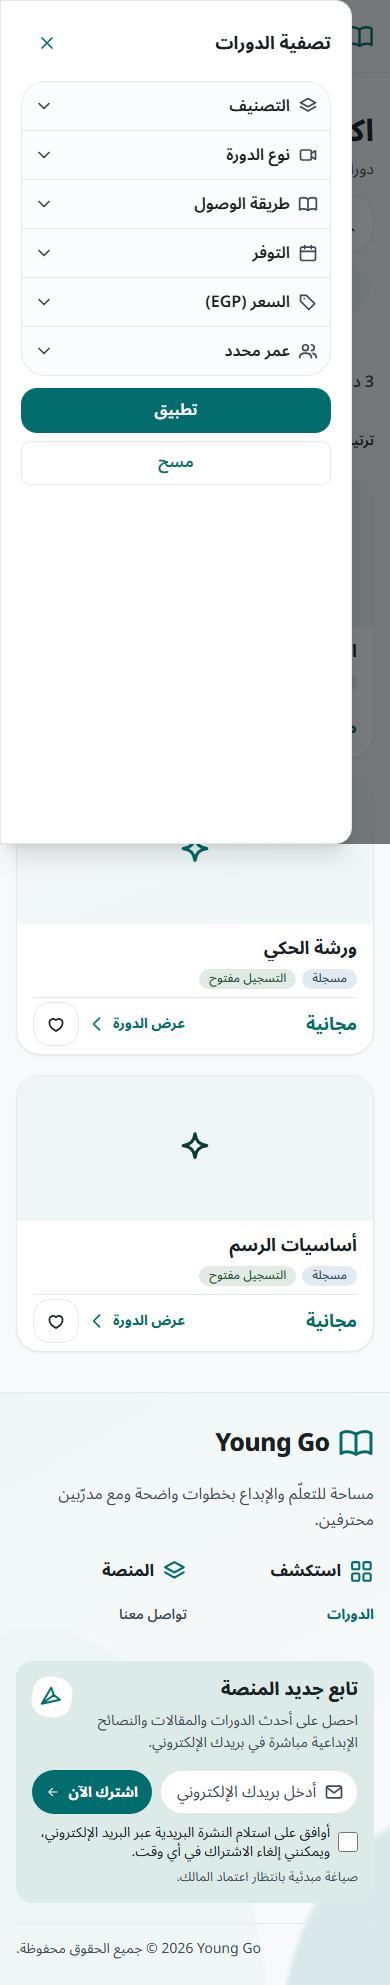 تصفية الدورات
التصنيف
نوع الدورة
طريقة الوصول
التوفر
السعر (EGP)
عمر محدد
تطبيق
مسح
ورشة الحكي
مسجلة
التسجيل مفتوح
مجانية
عرض الدورة
أساسيات الرسم
مسجلة
التسجيل مفتوح
مجانية
عرض الدورة
Young Go
مساحة للتعلّم والإبداع بخطوات واضحة ومع مدرّبين
محترفين.
استكشف
المنصة
الدورات
تواصل معنا
تابع جديد المنصة
احصل على أحدث الدورات والمقالات والنصائح
الإبداعية مباشرة في بريدك الإلكتروني.
أدخل بريدك الإلكتروني
اشترك الآن
أوافق على استلام النشرة البريدية عبر البريد الإلكتروني،
ويمكنني إلغاء الاشتراك في أي وقت.
صياغة مبدئية بانتظار اعتماد المالك.
Young Go 2026 © جميع الحقوق محفوظة.